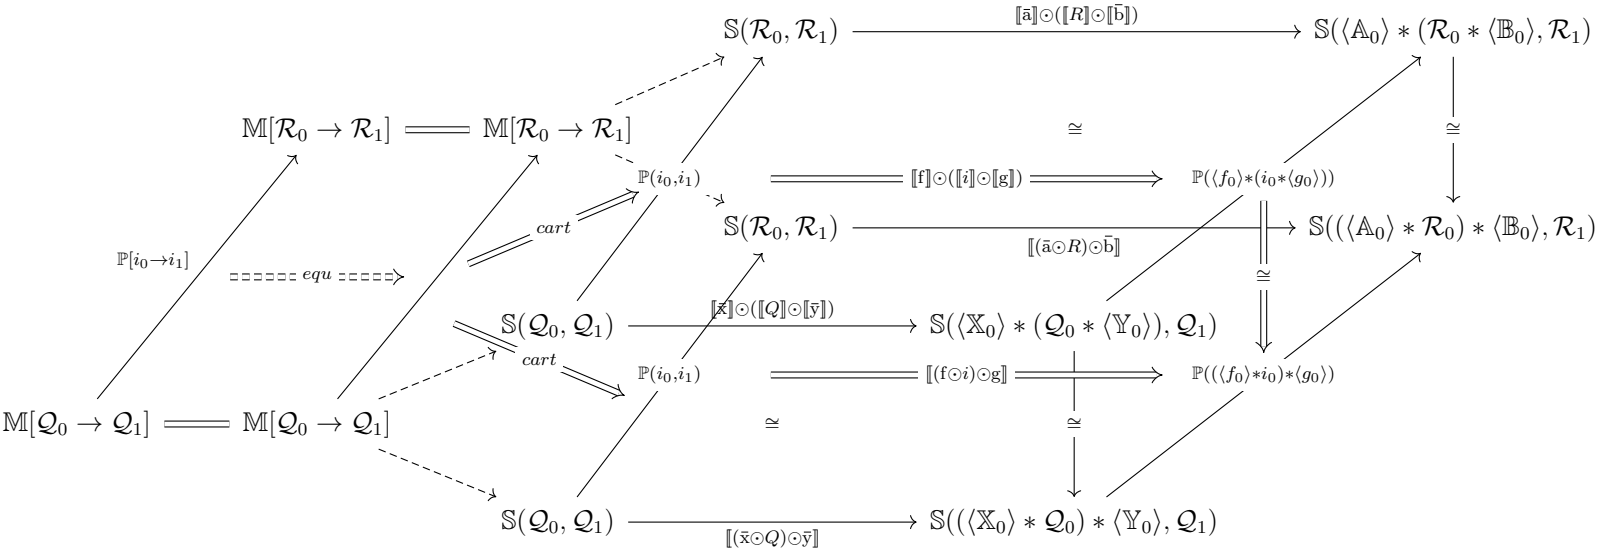 ⟦ā⟧⊙(⟦R⟧⊙⟦b̄⟧)
𝕊(ℛ₀, ℛ₁) 𝕊(⟨𝔸₀⟩ ∗ (ℛ₀ ∗ ⟨𝔹₀⟩, ℛ₁)
𝕄[ℛ₀ → ℛ₁] 𝕄[ℛ₀ → ℛ₁] ≅ ≅
ℙ(i₀,i₁) ⟦f⟧⊙(⟦i⟧⊙⟦g⟧) ℙ(⟨f₀⟩∗(i₀∗⟨g₀⟩))
cart 𝕊(ℛ₀, ℛ₁) 𝕊((⟨𝔸₀⟩ ∗ ℛ₀) ∗ ⟨𝔹₀⟩, ℛ₁)
⟦(ā⊙R)⊙b̄⟧
ℙ[i₀→i₁] equ ≅
⟦x̄⟧⊙(⟦Q⟧⊙⟦ȳ⟧)
𝕊(𝒬₀, 𝒬₁) 𝕊(⟨𝕏₀⟩ ∗ (𝒬₀ ∗ ⟨𝕐₀⟩), 𝒬₁)
cart ℙ(i₀,i₁) ⟦(f⊙i)⊙g⟧ ℙ((⟨f₀⟩∗i₀)∗⟨g₀⟩)
𝕄[𝒬₀ → 𝒬₁] 𝕄[𝒬₀ → 𝒬₁] ≅ ≅
𝕊(𝒬₀, 𝒬₁) 𝕊((⟨𝕏₀⟩ ∗ 𝒬₀) ∗ ⟨𝕐₀⟩, 𝒬₁)
⟦(x̄⊙Q)⊙ȳ⟧